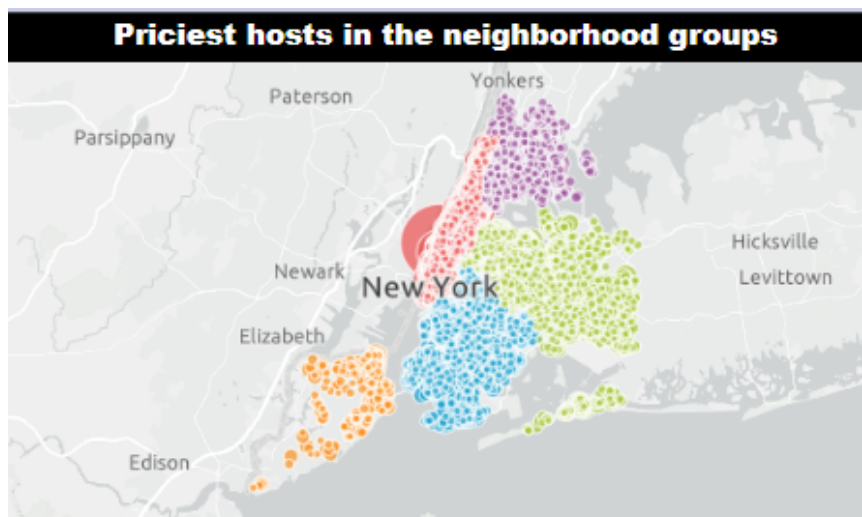 Priciest hosts in the neighborhood groups
Yonkers
Paterson
Parsippany
Hicksville
Newark
Levittown
New York
Elizabeth
Edison